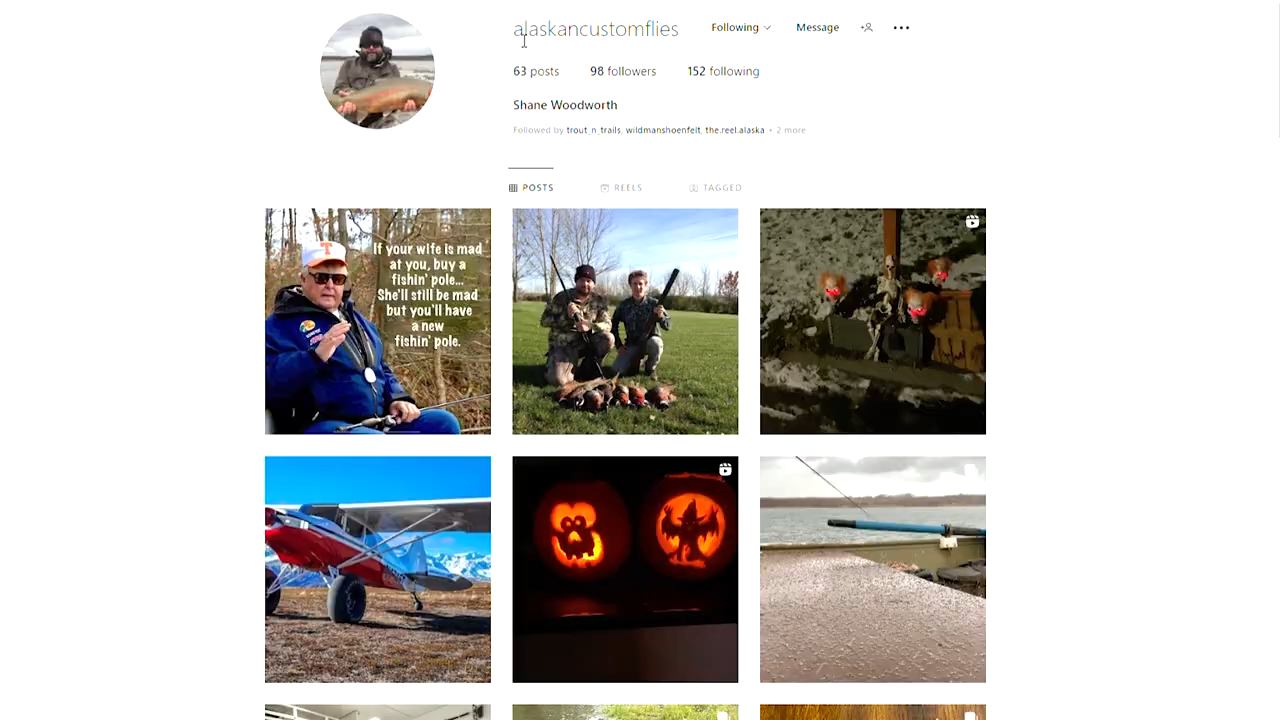 alaskancustomflies Following Message
63 posts 98 followers 152 following
Shane Woodworth
Followed by trout_n_trails, wildmanshoenfelt, the.reel.alaska • 2 more
POSTS REELS TAGGED
If your wife is mad
at you, buy a
fishin' pole...
She'll still be mad
but you'll have
a new
fishin' pole.
T